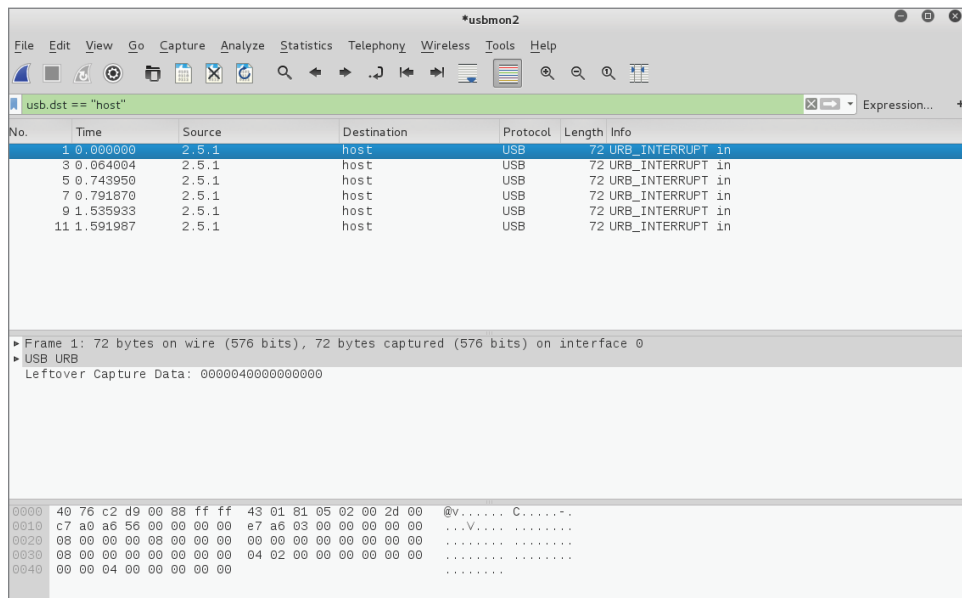 *usbmon2
File Edit View Go Capture Analyze Statistics Telephony Wireless Tools Help
usb.dst == "host" Expression... +
No. Time Source Destination Protocol Length Info
1 0.000000 2.5.1 host USB 72 URB_INTERRUPT in
3 0.064004 2.5.1 host USB 72 URB_INTERRUPT in
5 0.743950 2.5.1 host USB 72 URB_INTERRUPT in
7 0.791870 2.5.1 host USB 72 URB_INTERRUPT in
9 1.535933 2.5.1 host USB 72 URB_INTERRUPT in
11 1.591987 2.5.1 host USB 72 URB_INTERRUPT in
Frame 1: 72 bytes on wire (576 bits), 72 bytes captured (576 bits) on interface 0
USB URB
Leftover Capture Data: 0000040000000000
0000 40 76 c2 d9 00 88 ff ff 43 01 81 05 02 00 2d 00 @v...... C.....-.
0010 c7 a0 a6 56 00 00 00 00 e7 a6 03 00 00 00 00 00 ...V.... ........
0020 08 00 00 00 08 00 00 00 00 00 00 00 00 00 00 00 ........ ........
0030 08 00 00 00 00 00 00 00 04 02 00 00 00 00 00 00 ........ ........
0040 00 00 04 00 00 00 00 00 ........